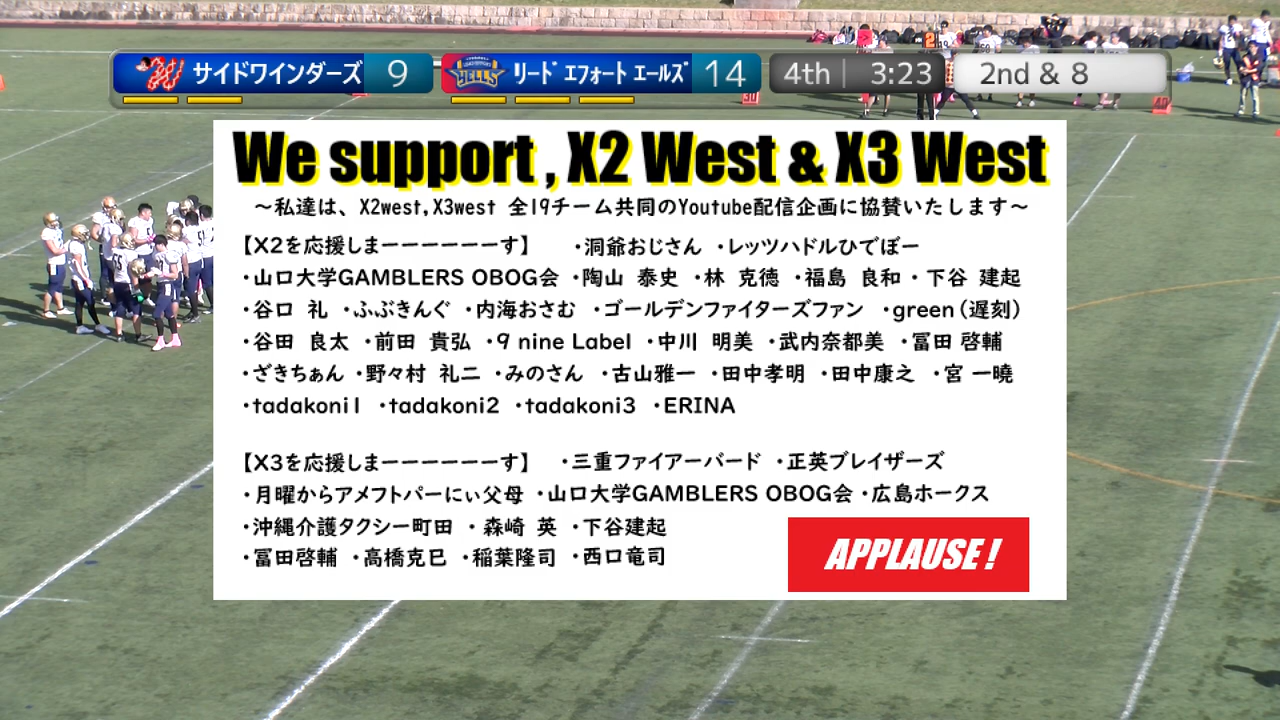 サイドワインダーズ 9 リード エフォート エールズ 14 4th 3:23 2nd & 8
30
40
We support , X2 West & X3 West
～私達は、X2west,X3west 全19チーム共同のYoutube配信企画に協賛いたします～
【X2を応援しまーーーーーーす】 ・洞爺おじさん ・レッツハドルひでぼー
・山口大学GAMBLERS OBOG会 ・陶山 泰史 ・林 克徳 ・福島 良和 ・下谷 建起
・谷口 礼 ・ふぶきんぐ ・内海おさむ ・ゴールデンファイターズファン ・green（遅刻）
・谷田 良太 ・前田 貴弘 ・9 nine Label ・中川 明美 ・武内奈都美 ・冨田 啓輔
・ざきちぁん ・野々村 礼二 ・みのさん ・古山雅一 ・田中孝明 ・田中康之 ・宮 一曉
・tadakoni1 ・tadakoni2 ・tadakoni3 ・ERINA
【X3を応援しまーーーーーーす】 ・三重ファイアーバード ・正英ブレイザーズ
・月曜からアメフトパーにぃ父母 ・山口大学GAMBLERS OBOG会 ・広島ホークス
・沖縄介護タクシー町田 ・森崎 英 ・下谷建起
・冨田啓輔 ・高橋克巳 ・稲葉隆司 ・西口竜司
APPLAUSE !